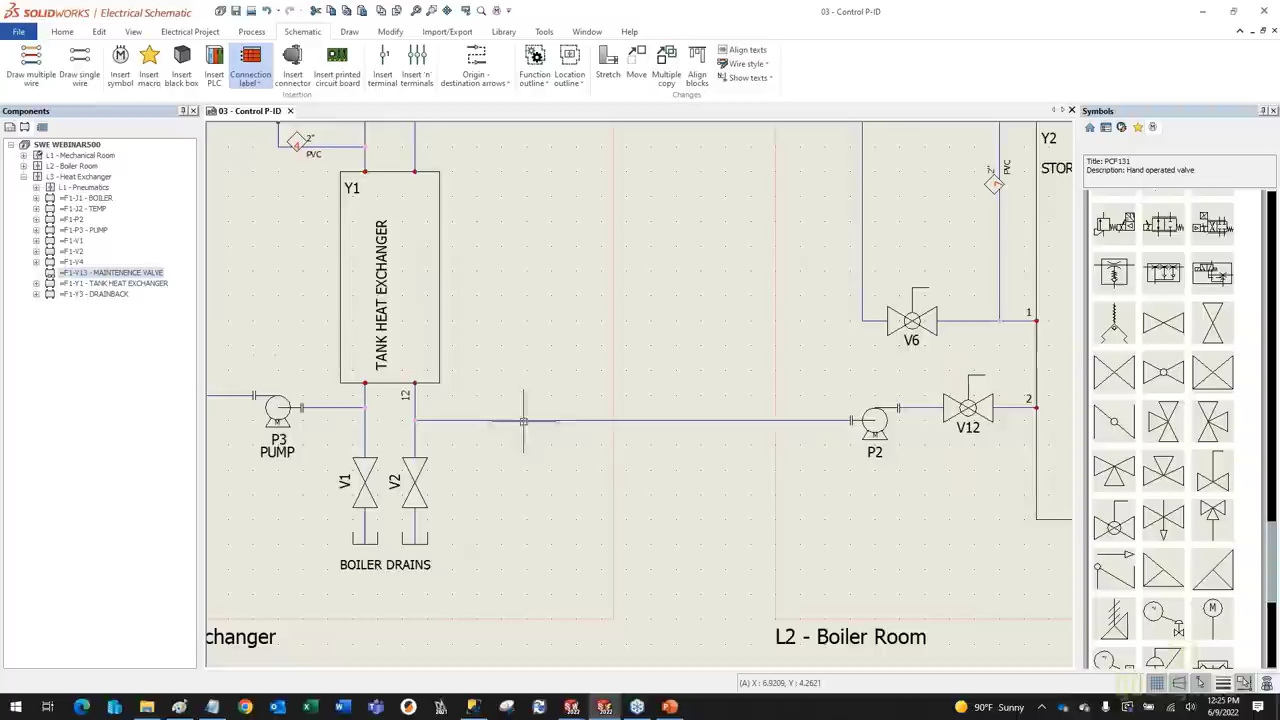 SOLIDWORKS | Electrical Schematic
03 - Control P-ID
File Home Edit View Electrical Project Process Schematic Draw Modify Import/Export Library Tools Window Help
Draw multiple wire
Draw single wire
Insert symbol
Insert macro
Insert black box
Insert PLC
Connection label
Insert connector
Insert printed circuit board
Insert terminal
Insert 'n' terminals
Origin - destination arrows
Function outline
Location outline
Stretch
Move
Multiple copy
Align blocks
Align texts
Wire style
Show texts
Insertion
Changes
Components
03 - Control P-ID
Symbols
SWE WEBINAR500
L1 - Mechanical Room
L2 - Boiler Room
L3 - Heat Exchanger
L1 - Pneumatics
=F1-J1 - BOILER
=F1-J2 - TEMP
=F1-P2
=F1-P3 - PUMP
=F1-V1
=F1-V2
=F1-V4
=F1-V13 - MAINTENENCE VALVE
=F1-Y1 - TANK HEAT EXCHANGER
=F1-Y3 - DRAINBACK
Title: PCF131
Description: Hand operated valve
2"
PVC
Y1
TANK HEAT EXCHANGER
12
P3
PUMP
V1
V2
BOILER DRAINS
changer
2"
PVC
7
Y2
STOR
1
V6
2
V12
P2
M
M
M
L2 - Boiler Room
(A) X : 6.9209, Y : 4.2621
90°F Sunny
12:25 PM
6/9/2022